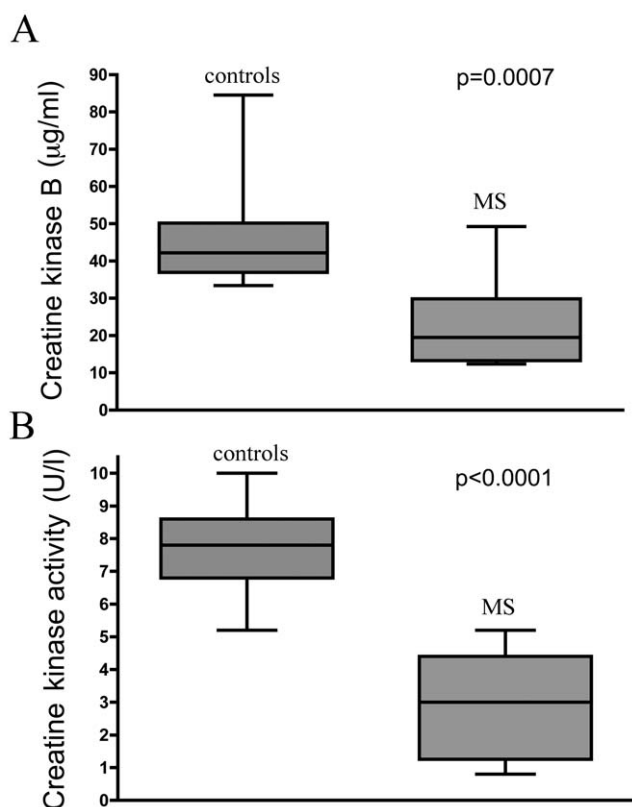 A
Creatine kinase B (μg/ml)
90
80
70
60
50
40
30
20
10
0
controls
p=0.0007
MS
B
Creatine kinase activity (U/l)
10
9
8
7
6
5
4
3
2
1
0
controls
p<0.0001
MS